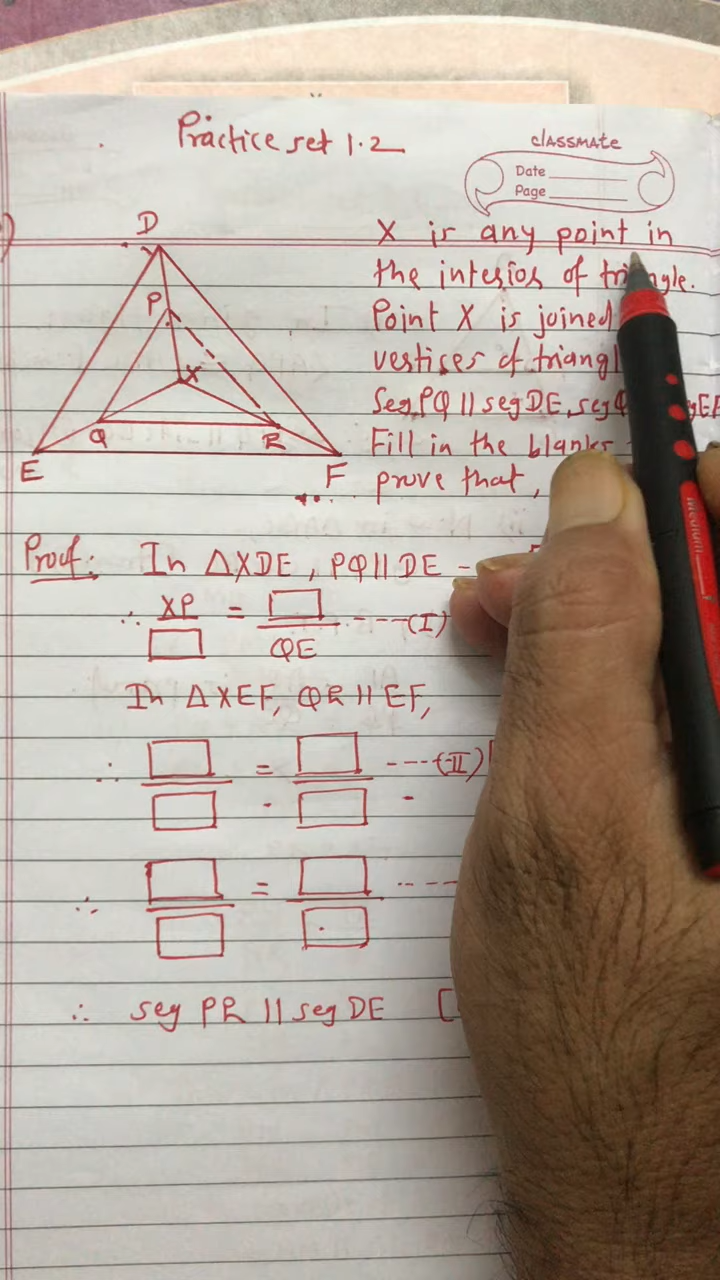 Practice set 1.2
classmate
Date
Page
D
P
X
Q
R
E
F
X is any point in
the interior of triangle.
Point X is joined
vertices of triangl
Seg PQ || seg DE, seg Q EF
Fill in the blanks
prove that,
Proof: In △XDE, PQ || DE --
∴ XP/□ = □/QE ----(I)
In △XEF, QR || EF,
∴ □/□ = □/□ ----(II) [
∴ □/□ = □/□ ----
∴ seg PR || seg DE [
Medium